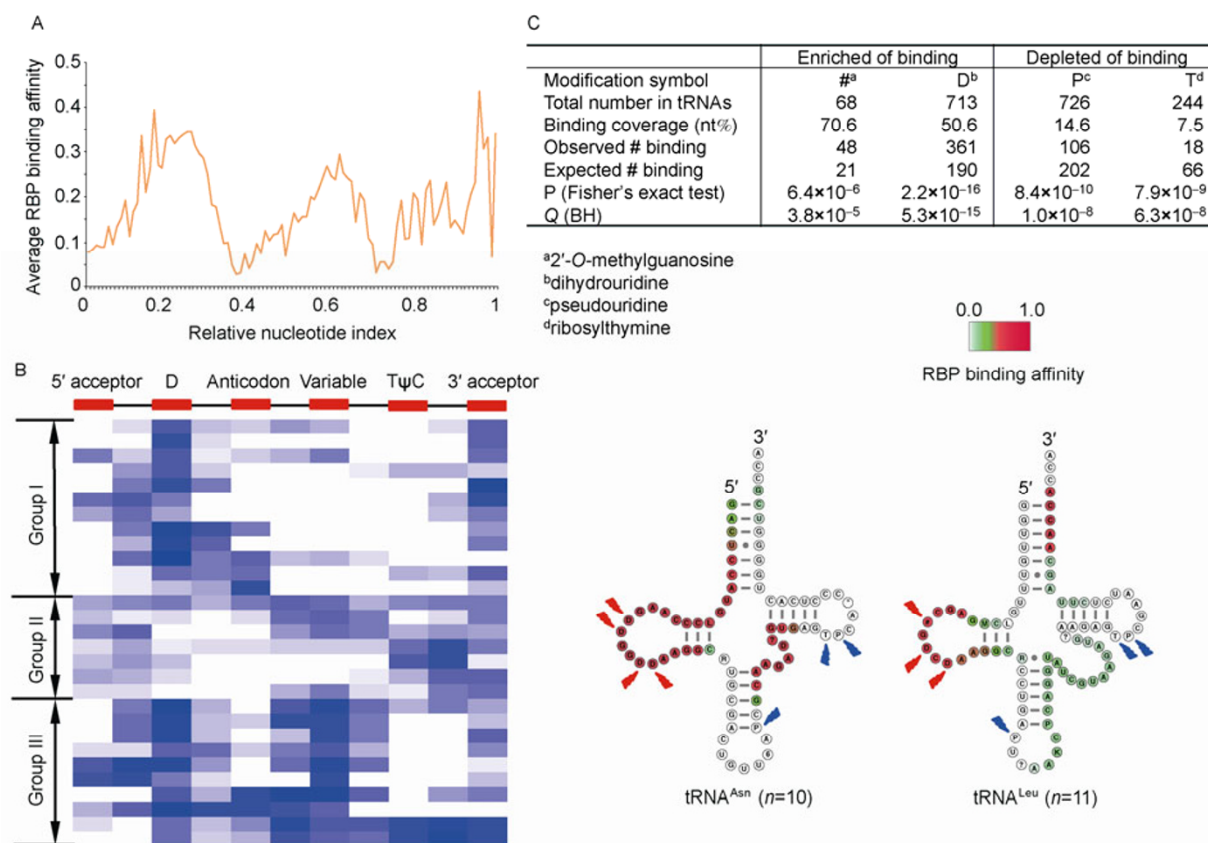 A
0.5
0.4
0.3
0.2
0.1
0
Average RBP binding affinity
0 0.2 0.4 0.6 0.8 1
Relative nucleotide index
B
5′ acceptor D Anticodon Variable TψC 3′ acceptor
Group I
Group II
Group III
C
Enriched of binding Depleted of binding
Modification symbol #a Db Pc Td
Total number in tRNAs 68 713 726 244
Binding coverage (nt%) 70.6 50.6 14.6 7.5
Observed # binding 48 361 106 18
Expected # binding 21 190 202 66
P (Fisher's exact test) 6.4×10–6 2.2×10–16 8.4×10–10 7.9×10–9
Q (BH) 3.8×10–5 5.3×10–15 1.0×10–8 6.3×10–8
a2′-O-methylguanosine
bdihydrouridine
cpseudouridine
dribosylthymine
0.0 1.0
RBP binding affinity
3′
5′
tRNAAsn (n=10)
3′
5′
tRNALeu (n=11)